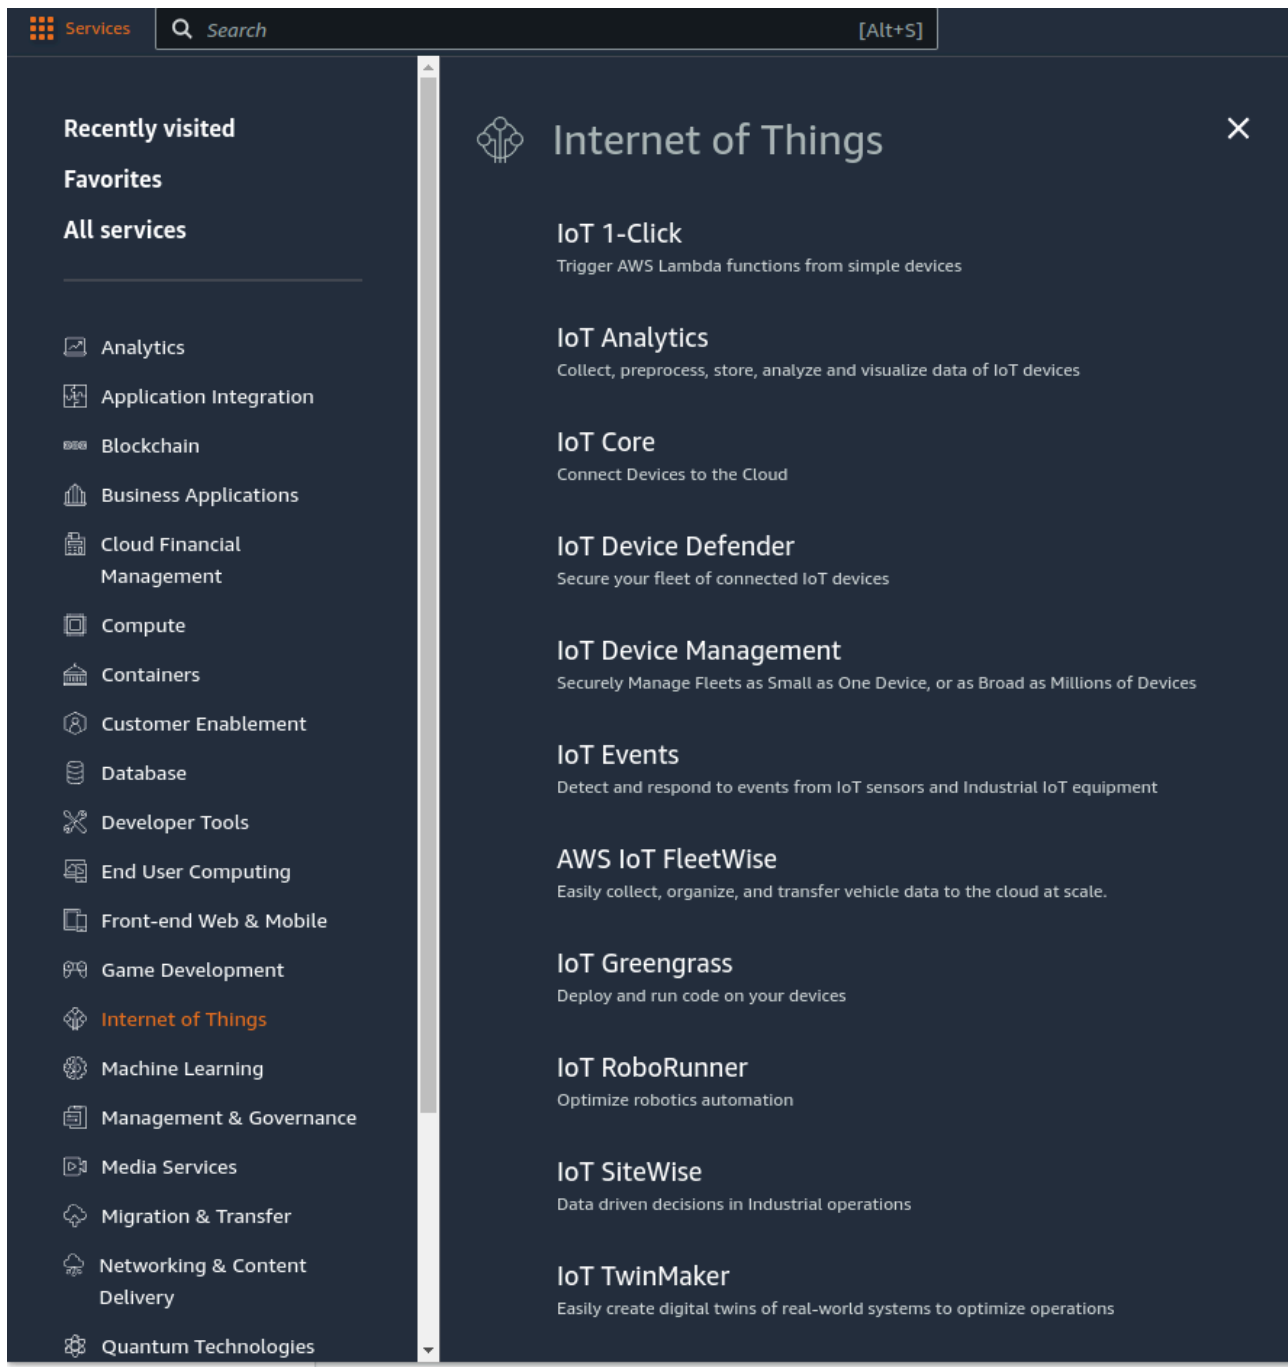 Services
Search
[Alt+S]
Recently visited
Favorites
All services
Analytics
Application Integration
Blockchain
Business Applications
Cloud Financial
Management
Compute
Containers
Customer Enablement
Database
Developer Tools
End User Computing
Front-end Web & Mobile
Game Development
Internet of Things
Machine Learning
Management & Governance
Media Services
Migration & Transfer
Networking & Content
Delivery
Quantum Technologies
Internet of Things
IoT 1-Click
Trigger AWS Lambda functions from simple devices
IoT Analytics
Collect, preprocess, store, analyze and visualize data of IoT devices
IoT Core
Connect Devices to the Cloud
IoT Device Defender
Secure your fleet of connected IoT devices
IoT Device Management
Securely Manage Fleets as Small as One Device, or as Broad as Millions of Devices
IoT Events
Detect and respond to events from IoT sensors and Industrial IoT equipment
AWS IoT FleetWise
Easily collect, organize, and transfer vehicle data to the cloud at scale.
IoT Greengrass
Deploy and run code on your devices
IoT RoboRunner
Optimize robotics automation
IoT SiteWise
Data driven decisions in Industrial operations
IoT TwinMaker
Easily create digital twins of real-world systems to optimize operations